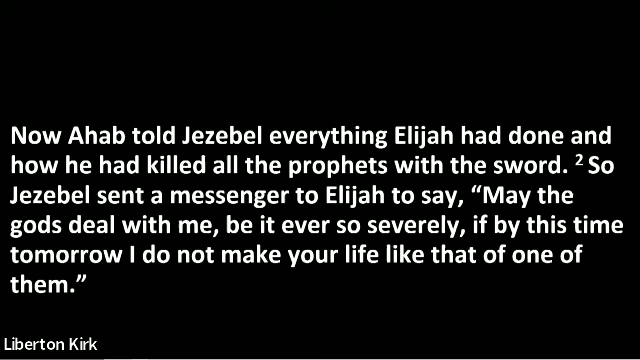 Now Ahab told Jezebel everything Elijah had done and
how he had killed all the prophets with the sword. ² So
Jezebel sent a messenger to Elijah to say, “May the
gods deal with me, be it ever so severely, if by this time
tomorrow I do not make your life like that of one of
them.”
Liberton Kirk